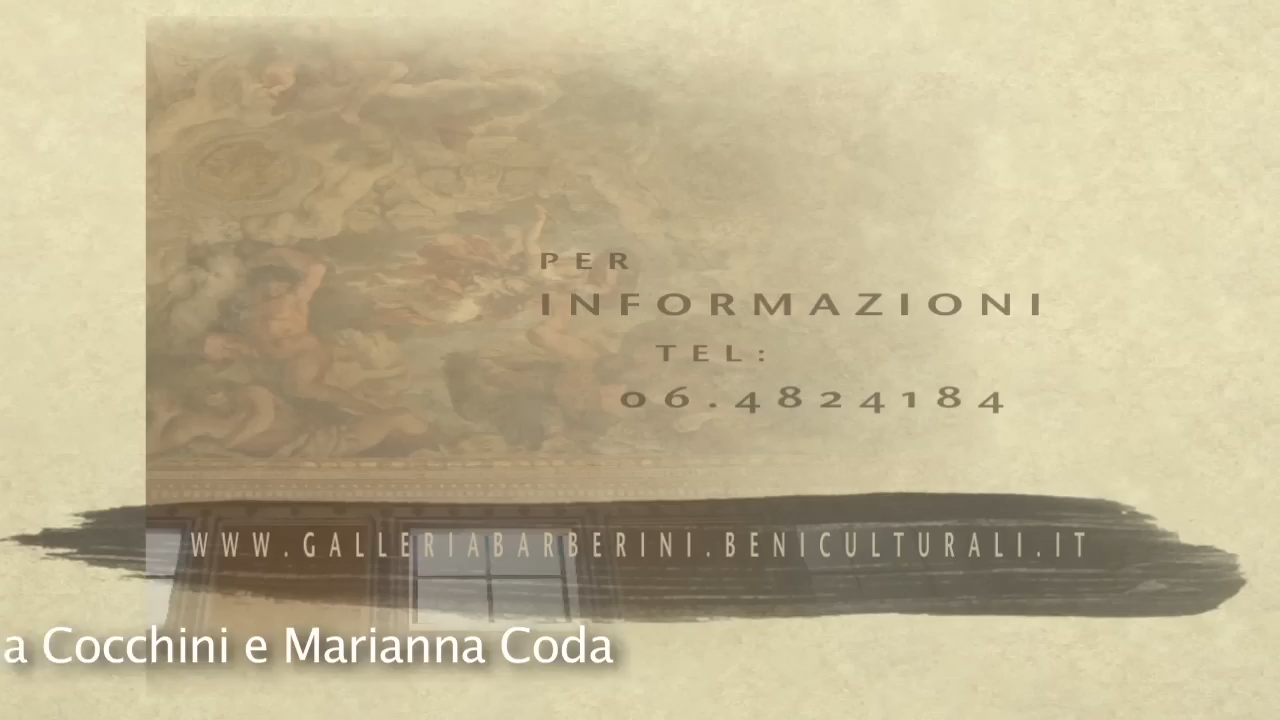 PER
INFORMAZIONI
TEL:
06.4824184
WWW.GALLERIABARBERINI.BENICULTURALI.IT
a Cocchini e Marianna Coda